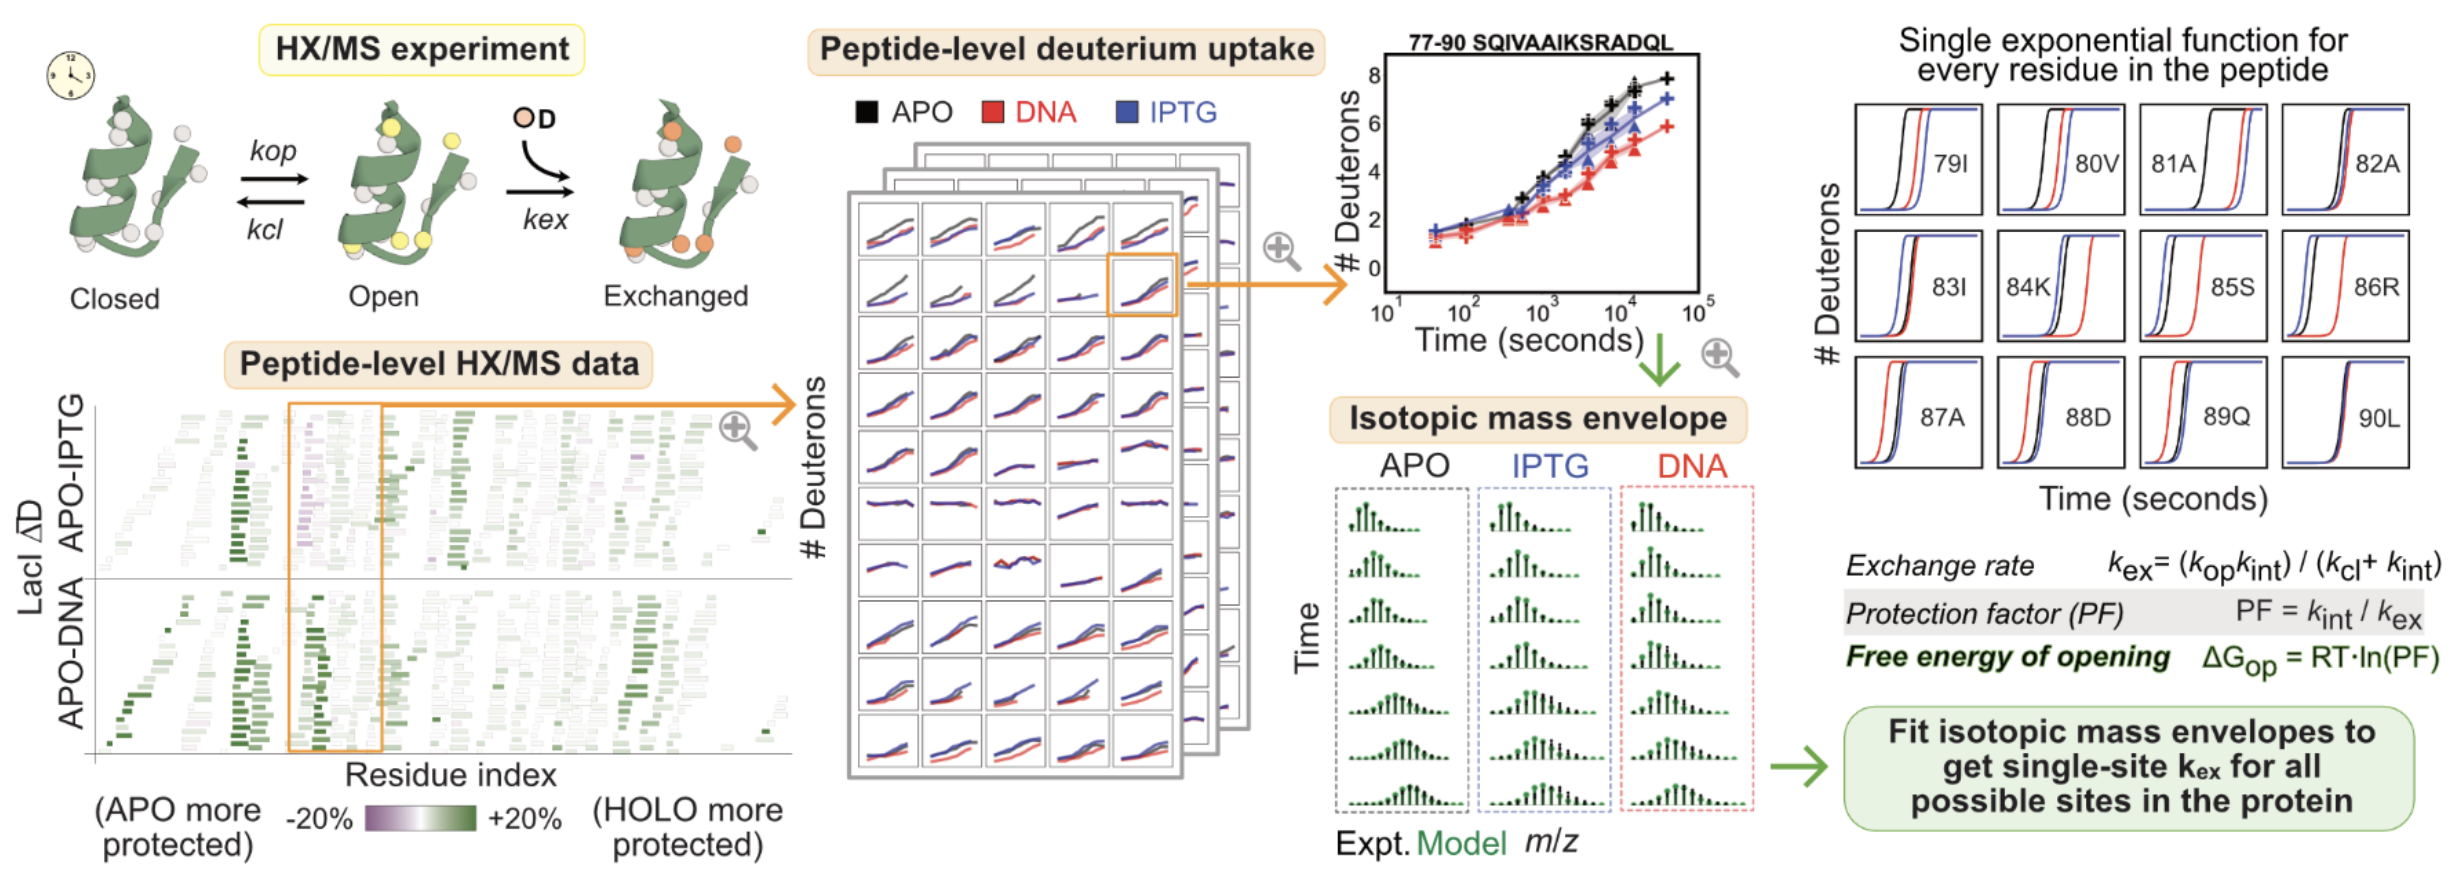 HX/MS experiment
12
9
3
6
kop
kcl
D
kex
Closed
Open
Exchanged
Peptide-level HX/MS data
LacI ΔD
APO-IPTG
APO-DNA
Residue index
(APO more
protected)
-20%
+20%
(HOLO more
protected)
Peptide-level deuterium uptake
APO
DNA
IPTG
# Deuterons
77-90 SQIVAAIKSRADQL
# Deuterons
8
6
4
2
0
10¹
10²
10³
10⁴
10⁵
Time (seconds)
Isotopic mass envelope
APO
IPTG
DNA
Time
Expt. Model m/z
Single exponential function for
every residue in the peptide
# Deuterons
79I
80V
81A
82A
83I
84K
85S
86R
87A
88D
89Q
90L
Time (seconds)
Exchange rate kex= (kopkint) / (kcl+ kint)
Protection factor (PF) PF = kint / kex
Free energy of opening ΔGop = RT·ln(PF)
Fit isotopic mass envelopes to
get single-site kex for all
possible sites in the protein